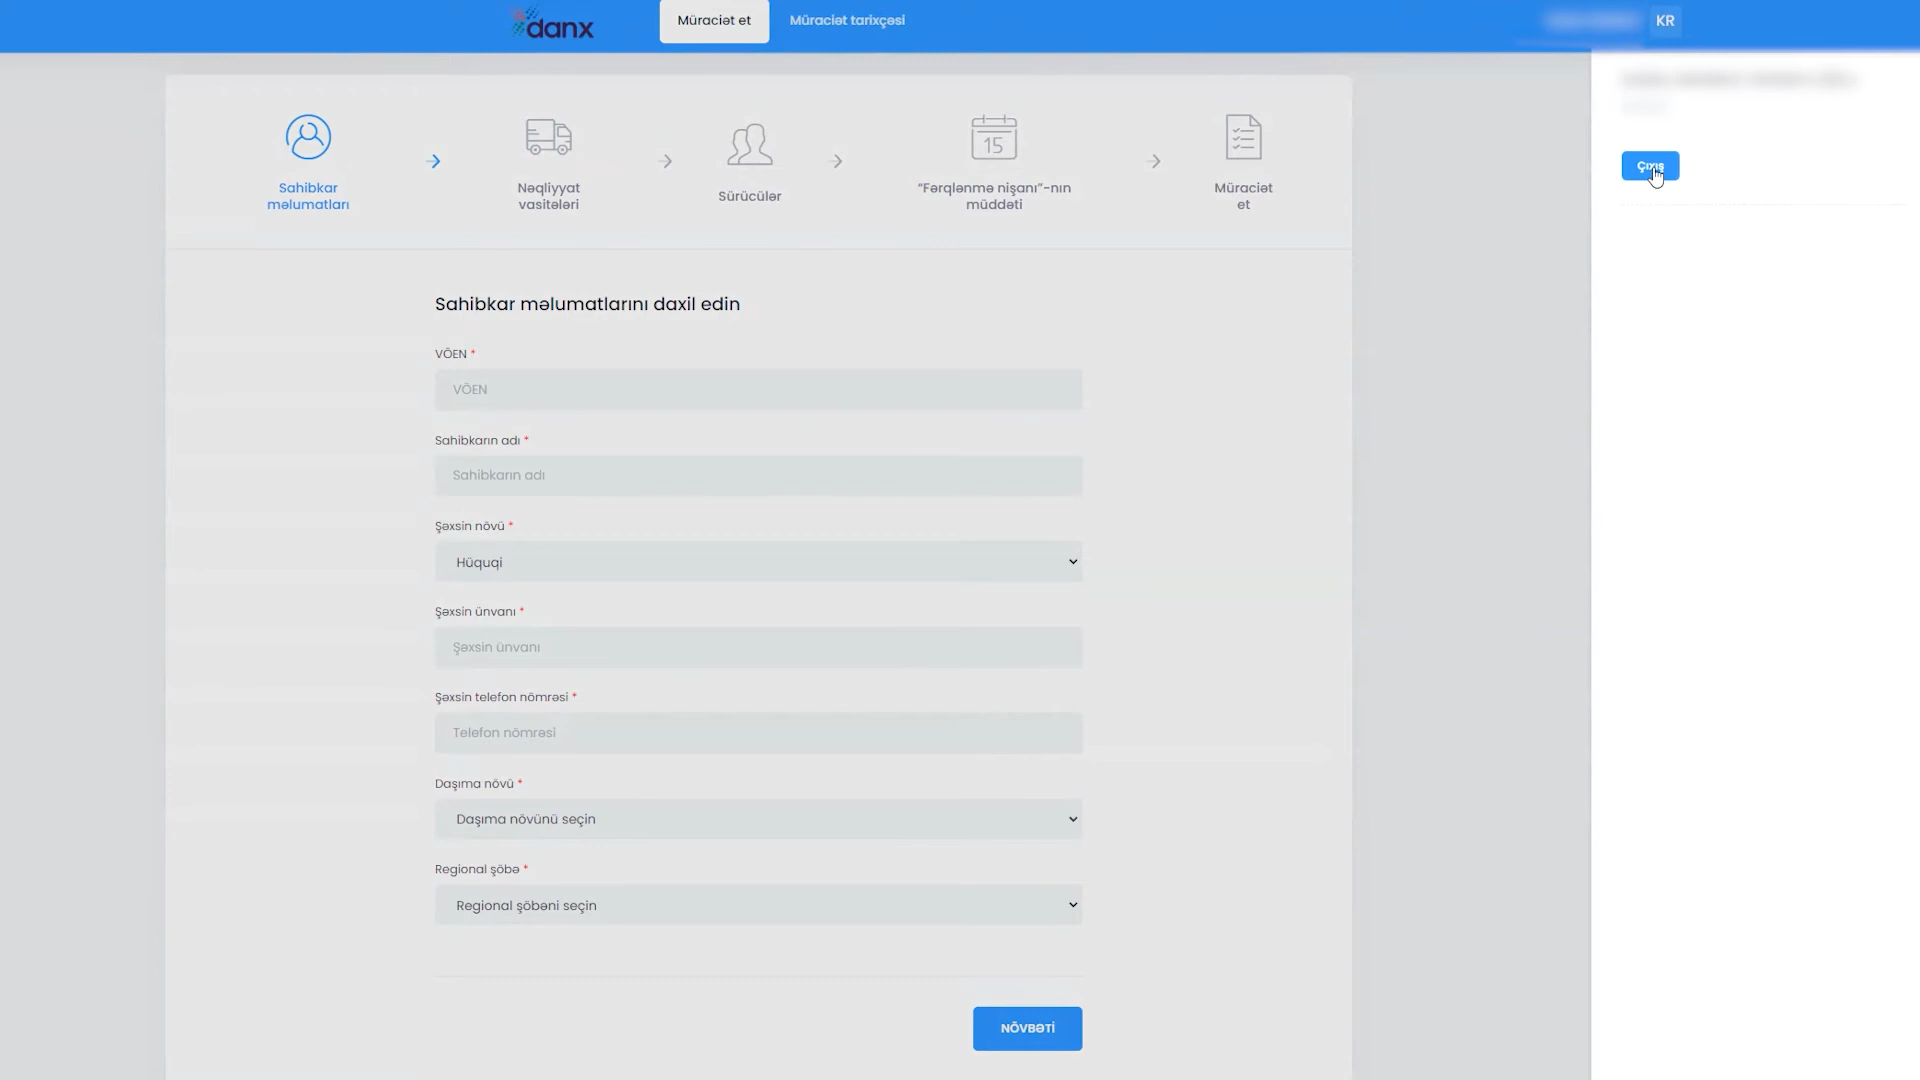 danx
Müraciət et
Müraciət tarixçəsi
KR
Çıxış
Sahibkar
məlumatları
Nəqliyyat
vasitələri
Sürücülər
15
“Fərqlənmə nişanı”-nın
müddəti
Müraciət
et
Sahibkar məlumatlarını daxil edin
VÖEN *
VÖEN
Sahibkarın adı *
Sahibkarın adı
Şəxsin növü *
Hüquqi
Şəxsin ünvanı *
Şəxsin ünvanı
Şəxsin telefon nömrəsi *
Telefon nömrəsi
Daşıma növü *
Daşıma növünü seçin
Regional şöbə *
Regional şöbəni seçin
NÖVBƏTİ